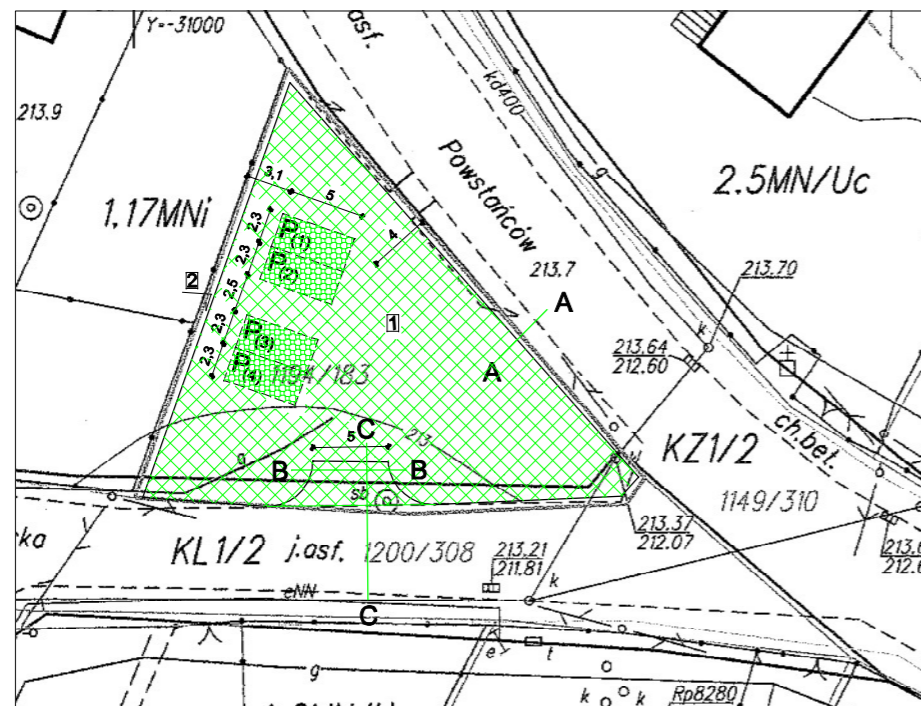 Y=-31000
j.asf.
213.9
kd400
g
Powstańców
2.5MN/Uc
1,17MNi
3,1
5
2,3
2,3
2,5
2,3
2,3
4
P(1)
P(2)
P(3)
P(4)
2
1
213.7
A
A
213.70
k
213.64
212.60
1194/183
213
5
C
g
B
B
sb
KZ1/2
ch.bet.
1149/310
213.37
212.07
ka
KL1/2 j.asf. 1200/308
213.21
211.81
k
eNN
C
e
t
g
k
k
Rp8280